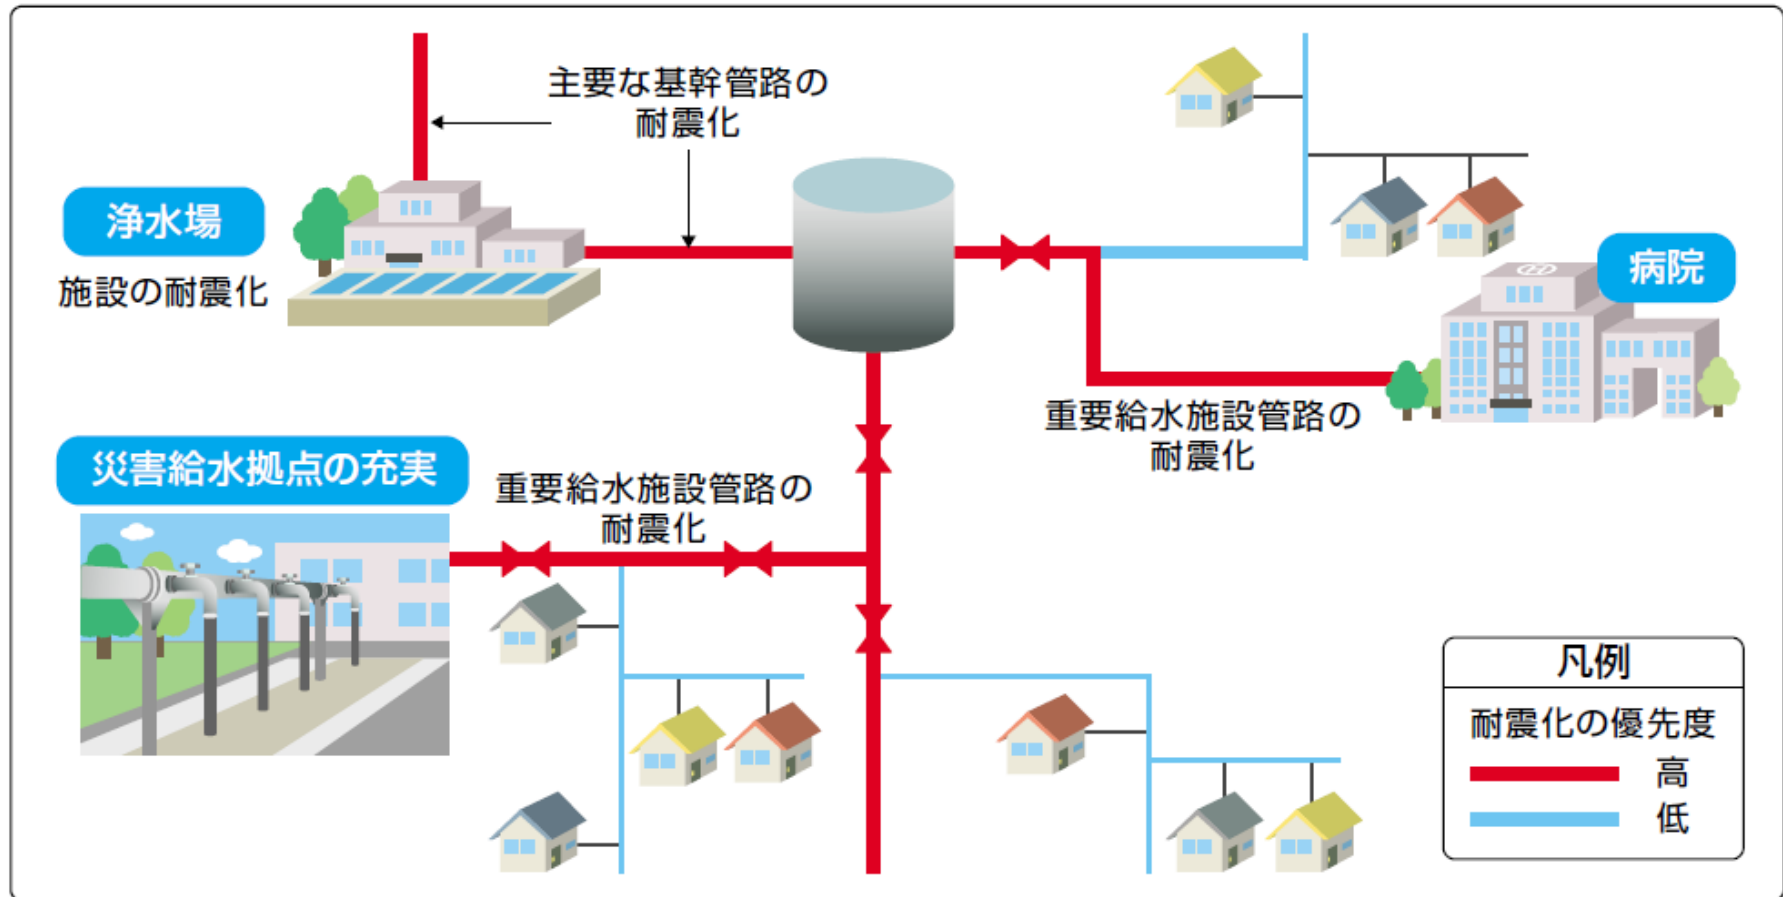 主要な基幹管路の
耐震化
浄水場
施設の耐震化
病院
重要給水施設管路の
耐震化
災害給水拠点の充実
重要給水施設管路の
耐震化
凡例
耐震化の優先度
高
低